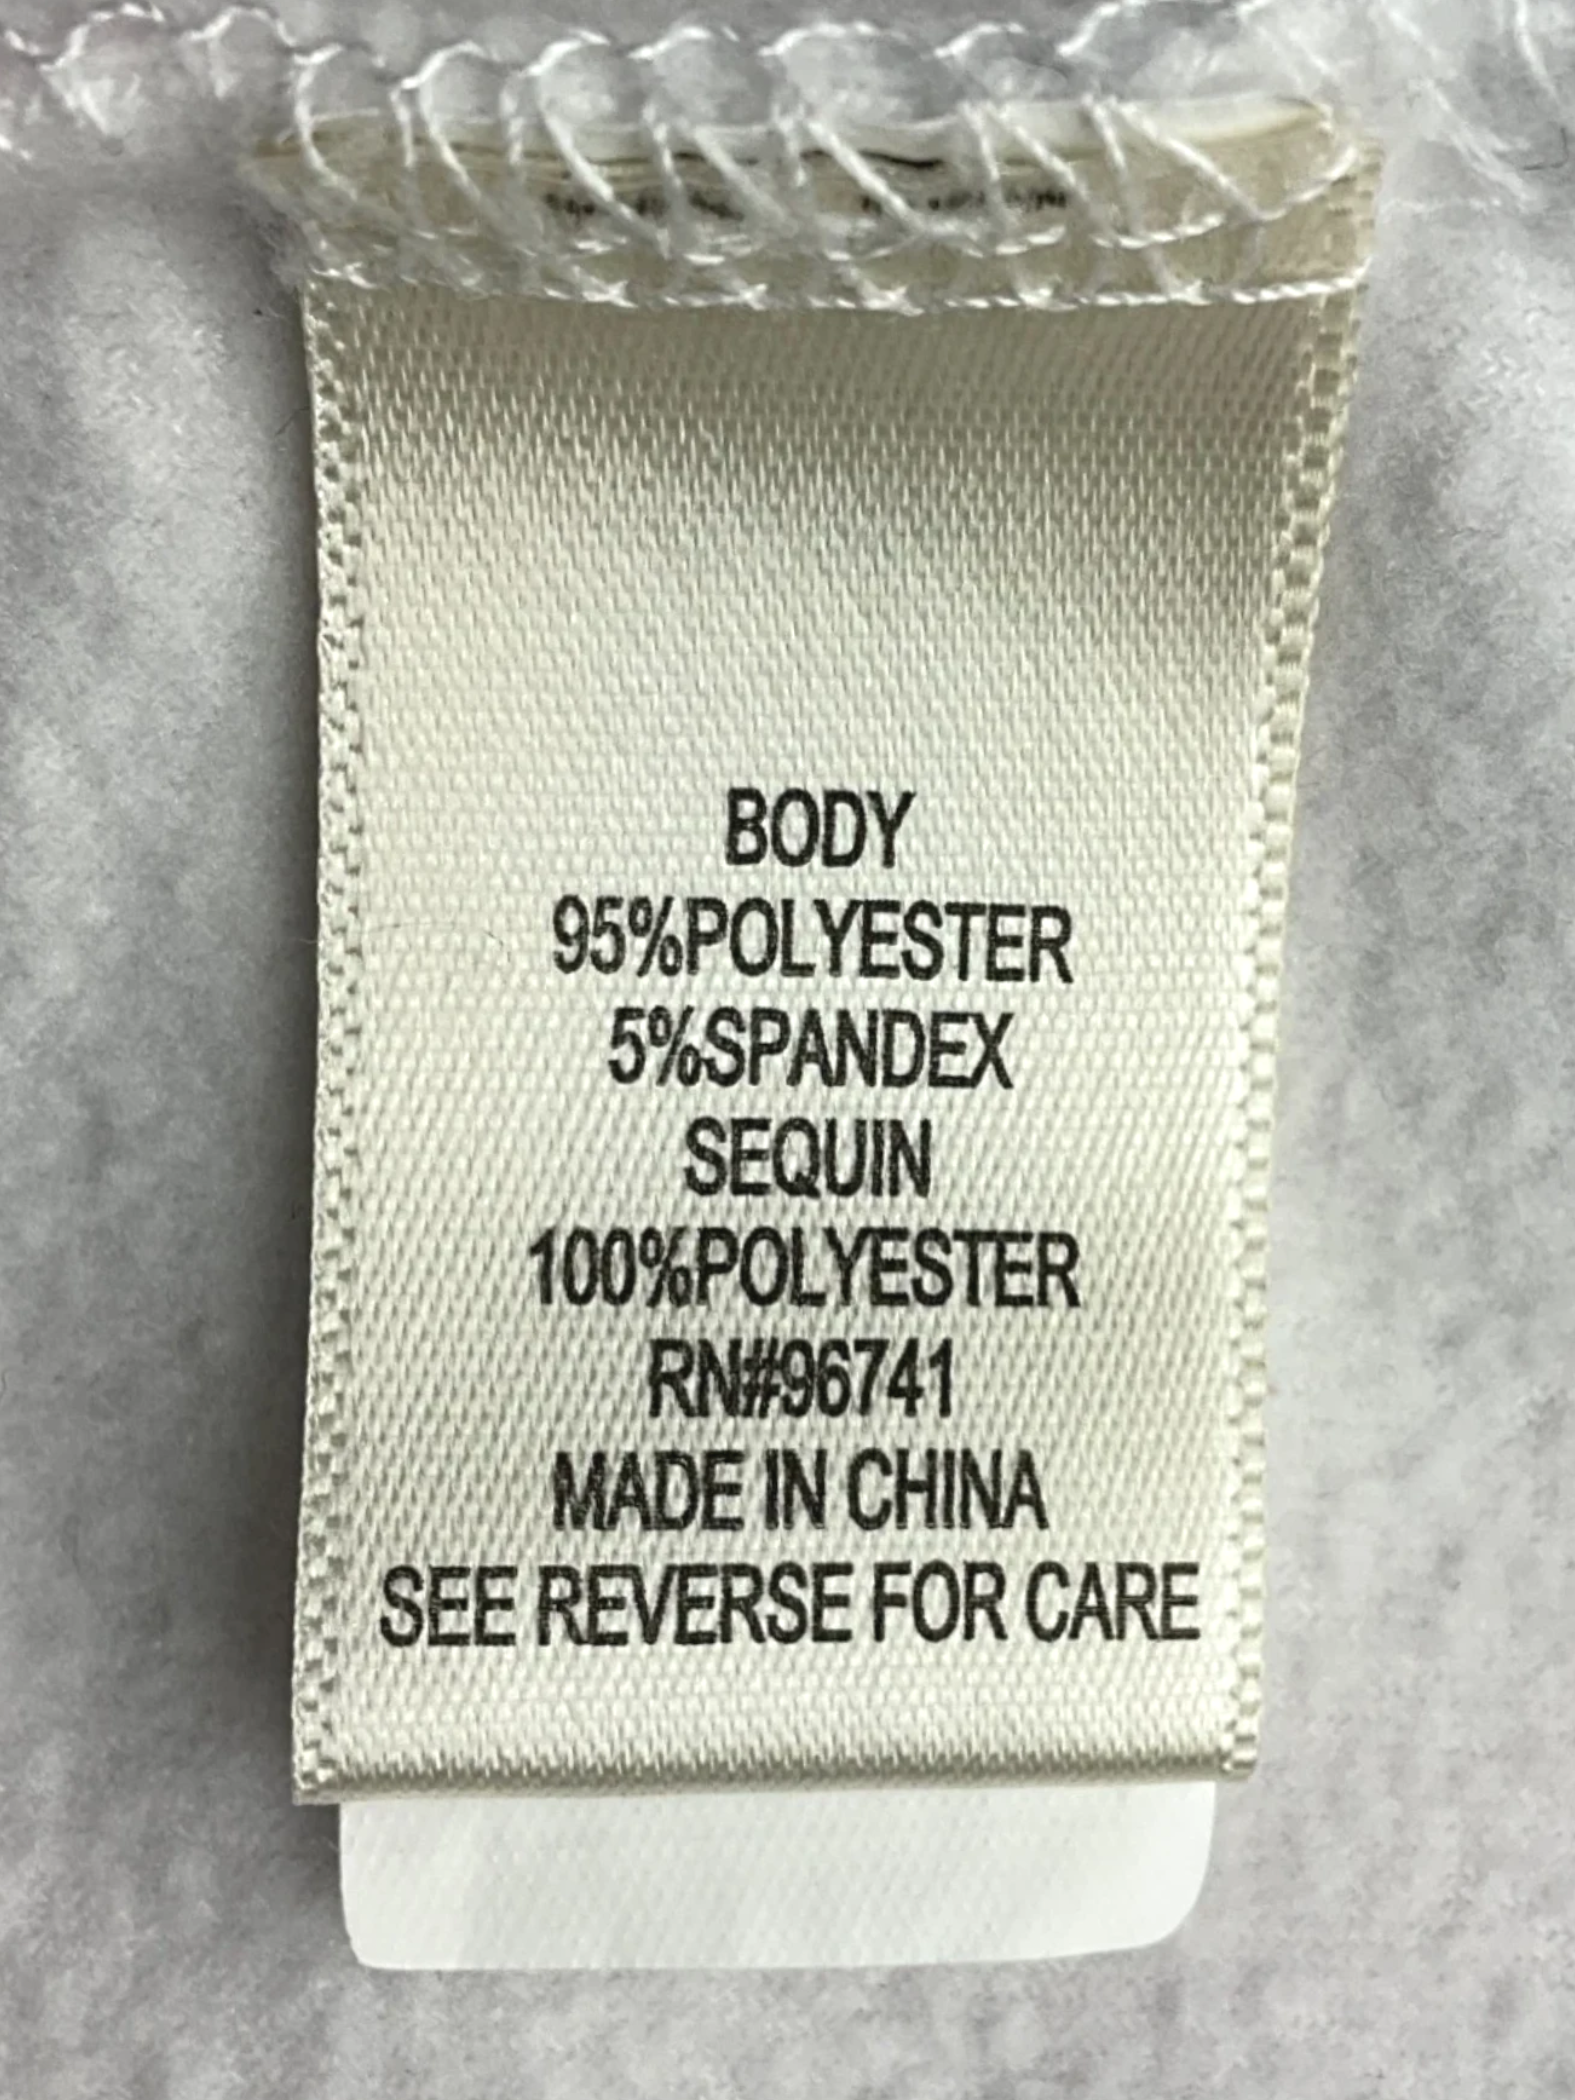 BODY
95%POLYESTER
5%SPANDEX
SEQUIN
100%POLYESTER
RN#96741
MADE IN CHINA
SEE REVERSE FOR CARE